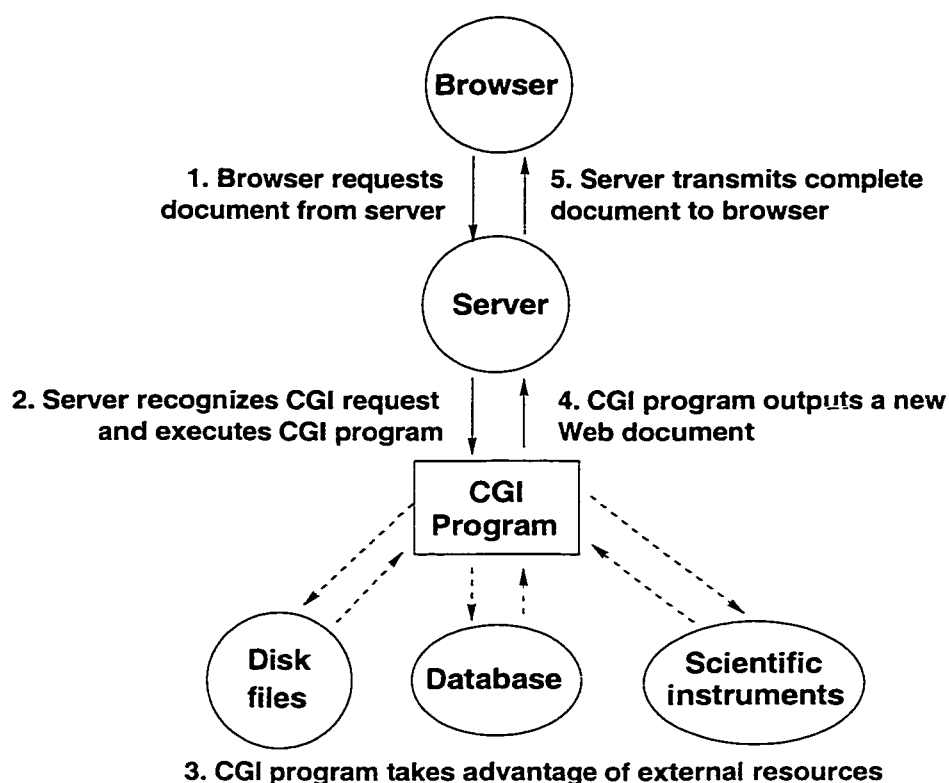 Browser
1. Browser requests
document from server
5. Server transmits complete
document to browser
Server
2. Server recognizes CGI request
and executes CGI program
4. CGI program outputs a new
Web document
CGI
Program
Disk
files
Database
Scientific
instruments
3. CGI program takes advantage of external resources